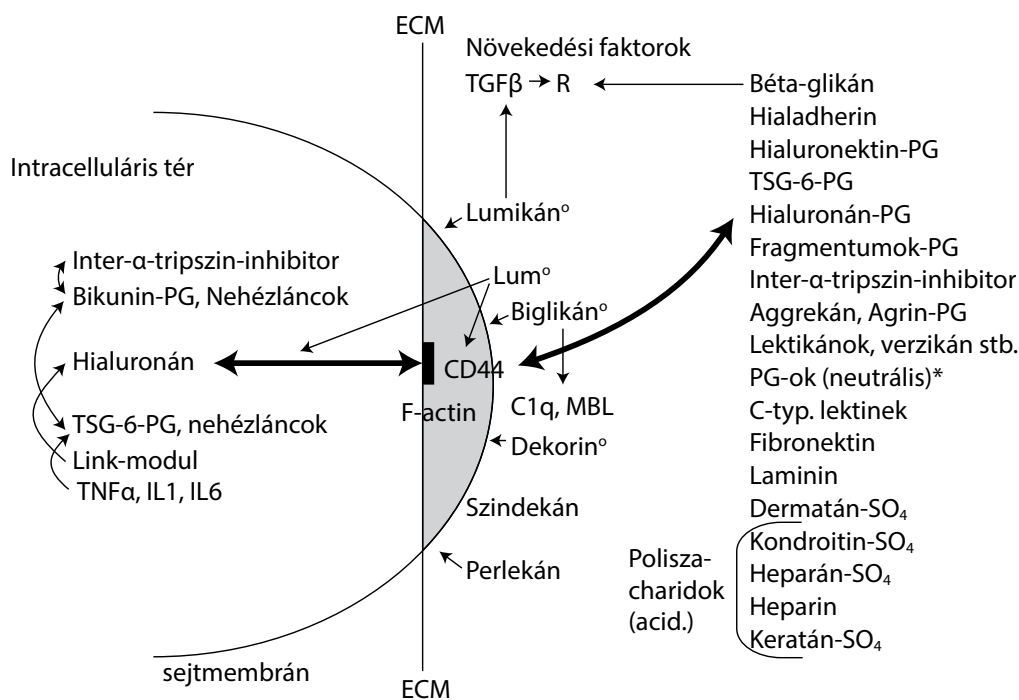 ECM
Növekedési faktorok
TGFβ R
Intracelluláris tér
Lumikán°
Inter-α-tripszin-inhibitor
Bikunin-PG, Nehézláncok
Lum°
Biglikán°
Hialuronán
CD44
F-actin
C1q, MBL
TSG-6-PG, nehézláncok
Link-modul
TNFα, IL1, IL6
Dekorin°
Szindekán
Perlekán
sejtmembrán
ECM
Béta-glikán
Hialadherin
Hialuronektin-PG
TSG-6-PG
Hialuronán-PG
Fragmentumok-PG
Inter-α-tripszin-inhibitor
Aggrekán, Agrin-PG
Lektikánok, verzikán stb.
PG-ok (neutrális)*
C-typ. lektinek
Fibronektin
Laminin
Dermatán-SO₄
Kondroitin-SO₄
Heparán-SO₄
Heparin
Keratán-SO₄
Polisza-
charidok
(acid.)